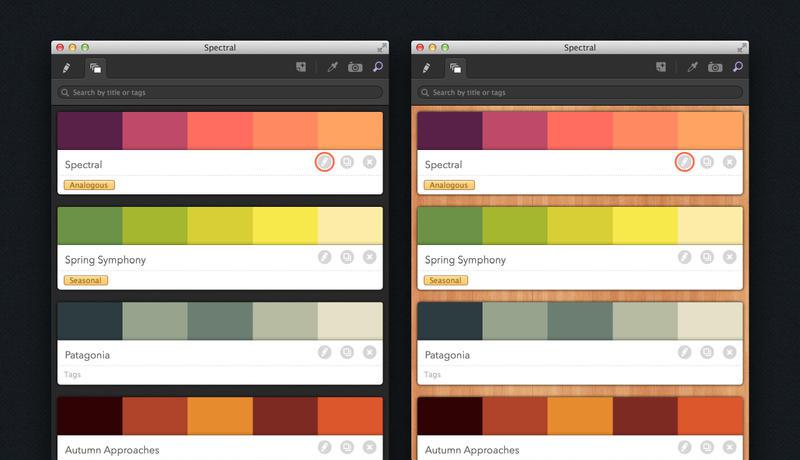 Spectral
Search by title or tags
Spectral
Analogous
Spring Symphony
Seasonal
Patagonia
Tags
Autumn Approaches
Spectral
Search by title or tags
Spectral
Analogous
Spring Symphony
Seasonal
Patagonia
Tags
Autumn Approaches